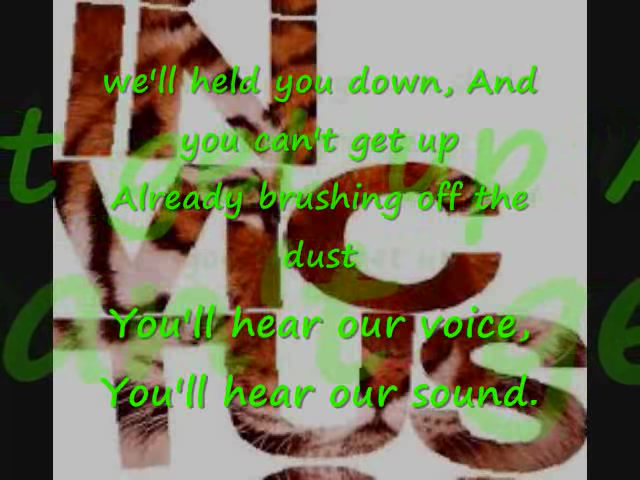 IN
VIC
TUS
we'll held you down, And
you can't get up
Already brushing off the
dust
You'll hear our voice,
You'll hear our sound.